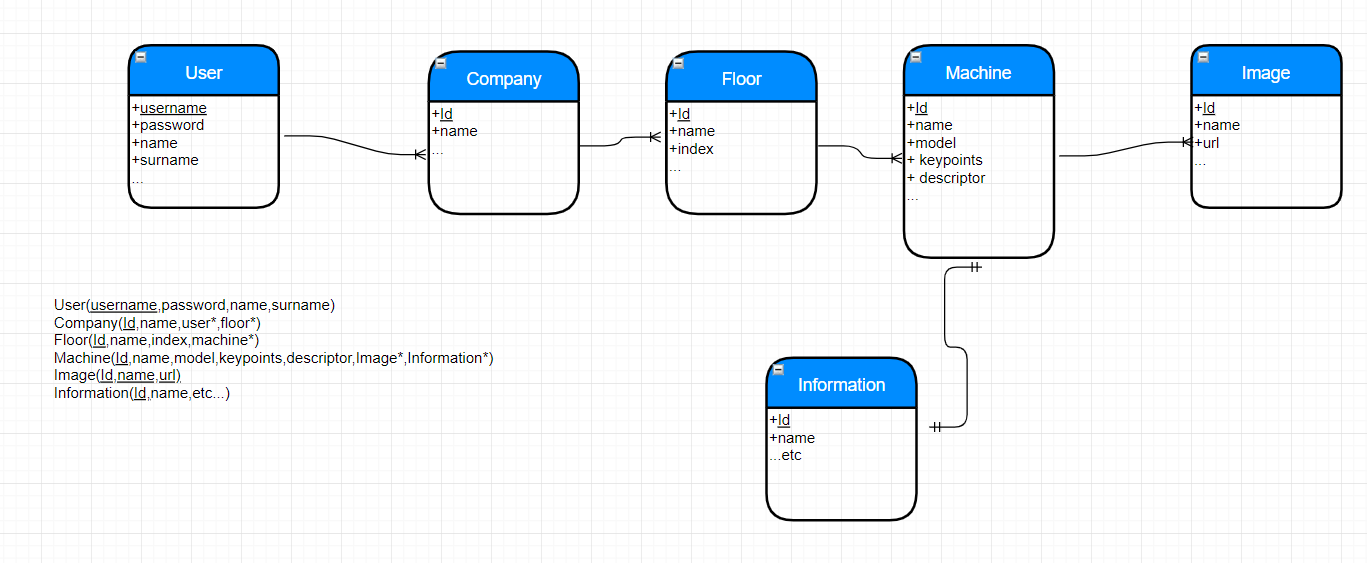 User
+username
+password
+name
+surname
...
Company
+Id
+name
...
Floor
+Id
+name
+index
...
Machine
+Id
+name
+model
+ keypoints
+ descriptor
...
Image
+Id
+name
+url
...
User(username,password,name,surname)
Company(Id,name,user*,floor*)
Floor(Id,name,index,machine*)
Machine(Id,name,model,keypoints,descriptor,Image*,Information*)
Image(Id,name,url)
Information(Id,name,etc...)
Information
+Id
+name
...etc